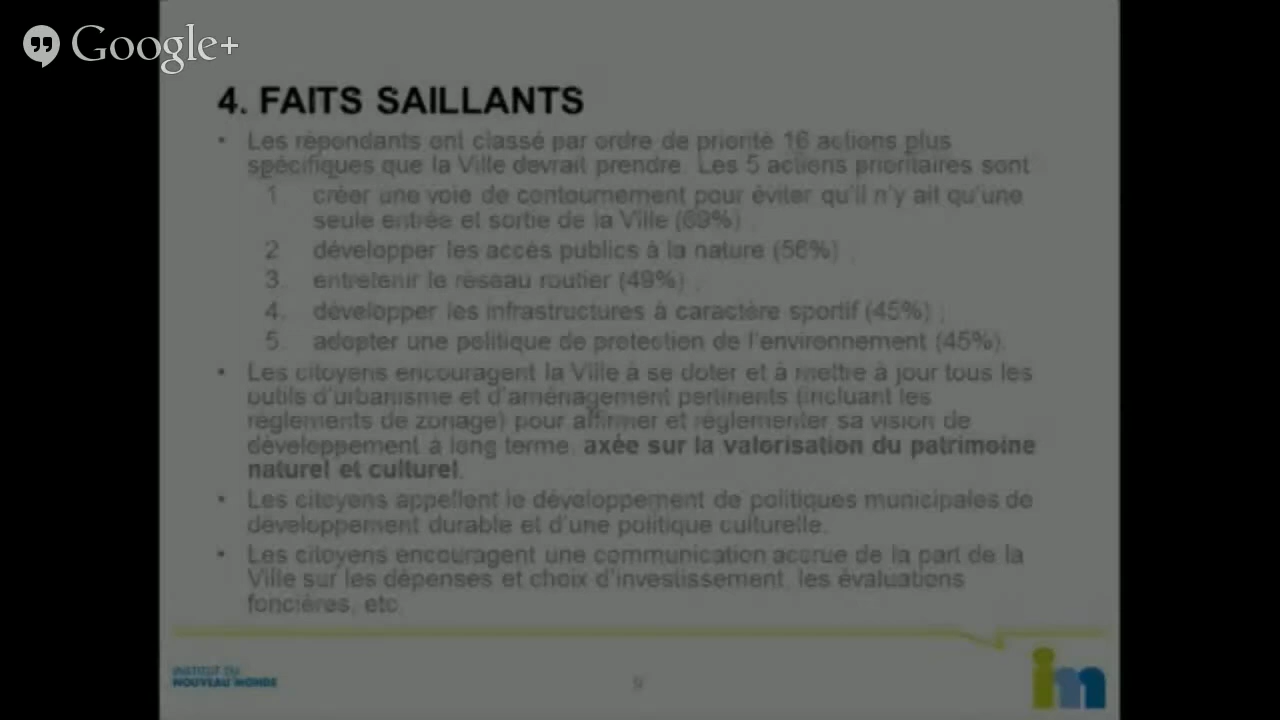 Google+
4. FAITS SAILLANTS
• Les répondants ont classé par ordre de priorité 16 actions plus
spécifiques que la Ville devrait prendre. Les 5 actions prioritaires sont
1. créer une voie de contournement pour éviter qu'il n'y ait qu'une
seule entrée et sortie de la Ville (69%) ;
2. développer les accès publics à la nature (56%) ;
3. entretenir le réseau routier (49%) ;
4. développer les infrastructures à caractère sportif (45%) ;
5. adopter une politique de protection de l'environnement (45%).
• Les citoyens encouragent la Ville à se doter et à mettre à jour tous les
outils d'urbanisme et d'aménagement pertinents (incluant les
règlements de zonage) pour affirmer et réglementer sa vision de
développement à long terme, axée sur la valorisation du patrimoine
naturel et culturel.
• Les citoyens appellent le développement de politiques municipales de
développement durable et d'une politique culturelle.
• Les citoyens encouragent une communication accrue de la part de la
Ville sur les dépenses et choix d'investissement, les évaluations
foncières, etc.
INSTITUT DU
NOUVEAU MONDE
9
inm